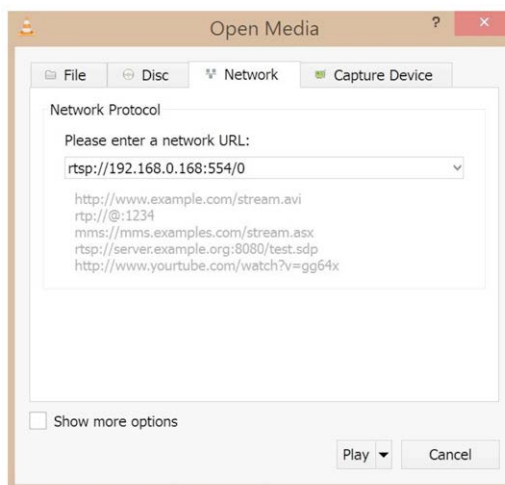 Open Media
?
×
File
Disc
Network
Capture Device
Network Protocol
Please enter a network URL:
rtsp://192.168.0.168:554/0
http://www.example.com/stream.avi
rtp://@:1234
mms://mms.examples.com/stream.asx
rtsp://server.example.org:8080/test.sdp
http://www.yourtube.com/watch?v=gg64x
Show more options
Play
Cancel